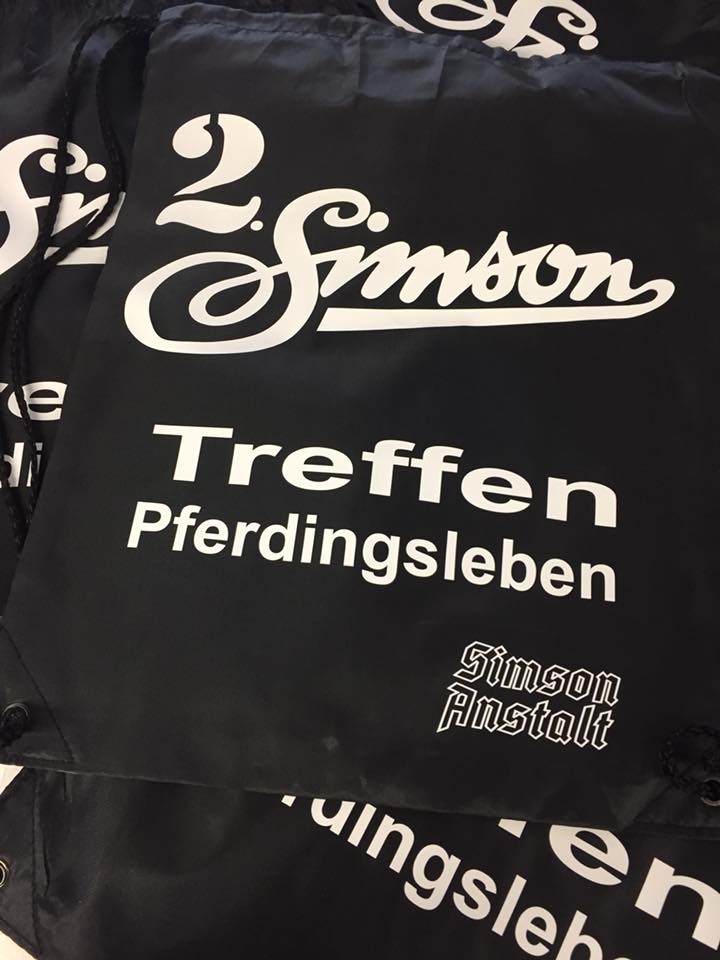 2. Simson
Treffen
Pferdingsleben
Simson
Anstalt